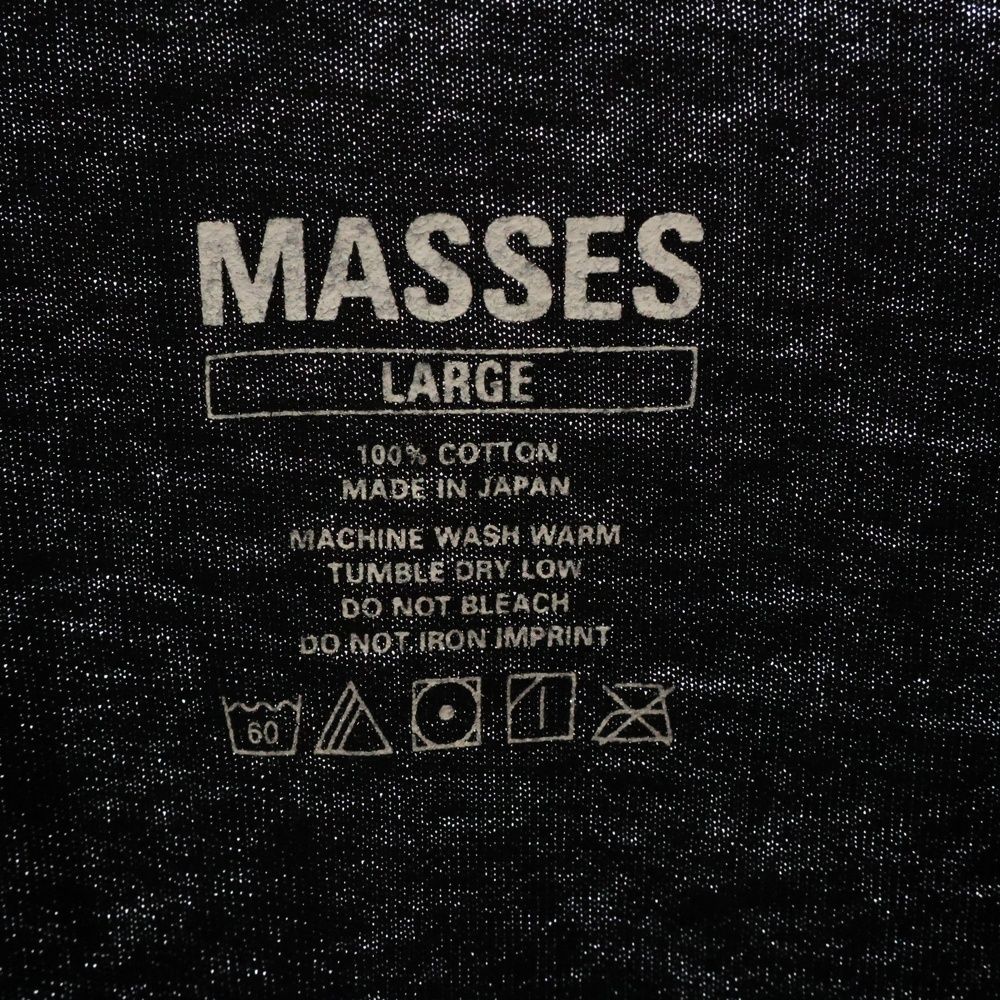 MASSES
LARGE
100% COTTON
MADE IN JAPAN
MACHINE WASH WARM
TUMBLE DRY LOW
DO NOT BLEACH
DO NOT IRON IMPRINT
60